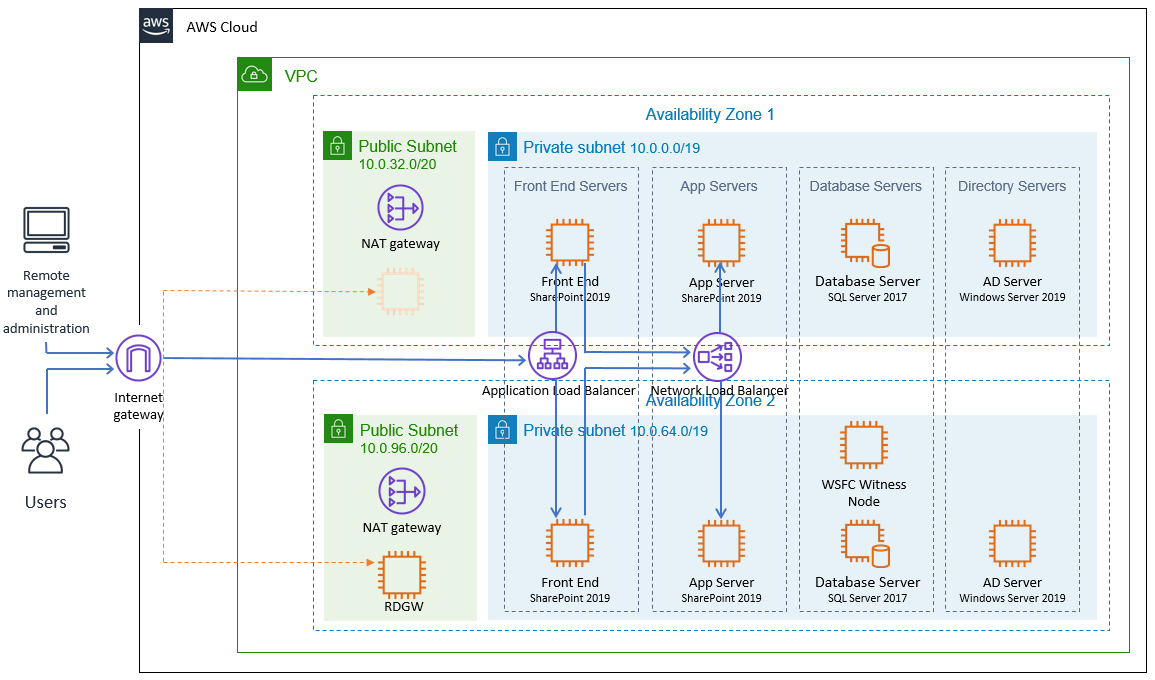 aws
AWS Cloud
VPC
Availability Zone 1
Public Subnet
10.0.32.0/20
NAT gateway
Private subnet 10.0.0.0/19
Front End Servers
App Servers
Database Servers
Directory Servers
Front End
SharePoint 2019
App Server
SharePoint 2019
Database Server
SQL Server 2017
AD Server
Windows Server 2019
Remote
management
and
administration
Internet
gateway
Users
Application Load Balancer
Network Load Balancer
Availability Zone 2
Public Subnet
10.0.96.0/20
NAT gateway
RDGW
Private subnet 10.0.64.0/19
WSFC Witness
Node
Front End
SharePoint 2019
App Server
SharePoint 2019
Database Server
SQL Server 2017
AD Server
Windows Server 2019